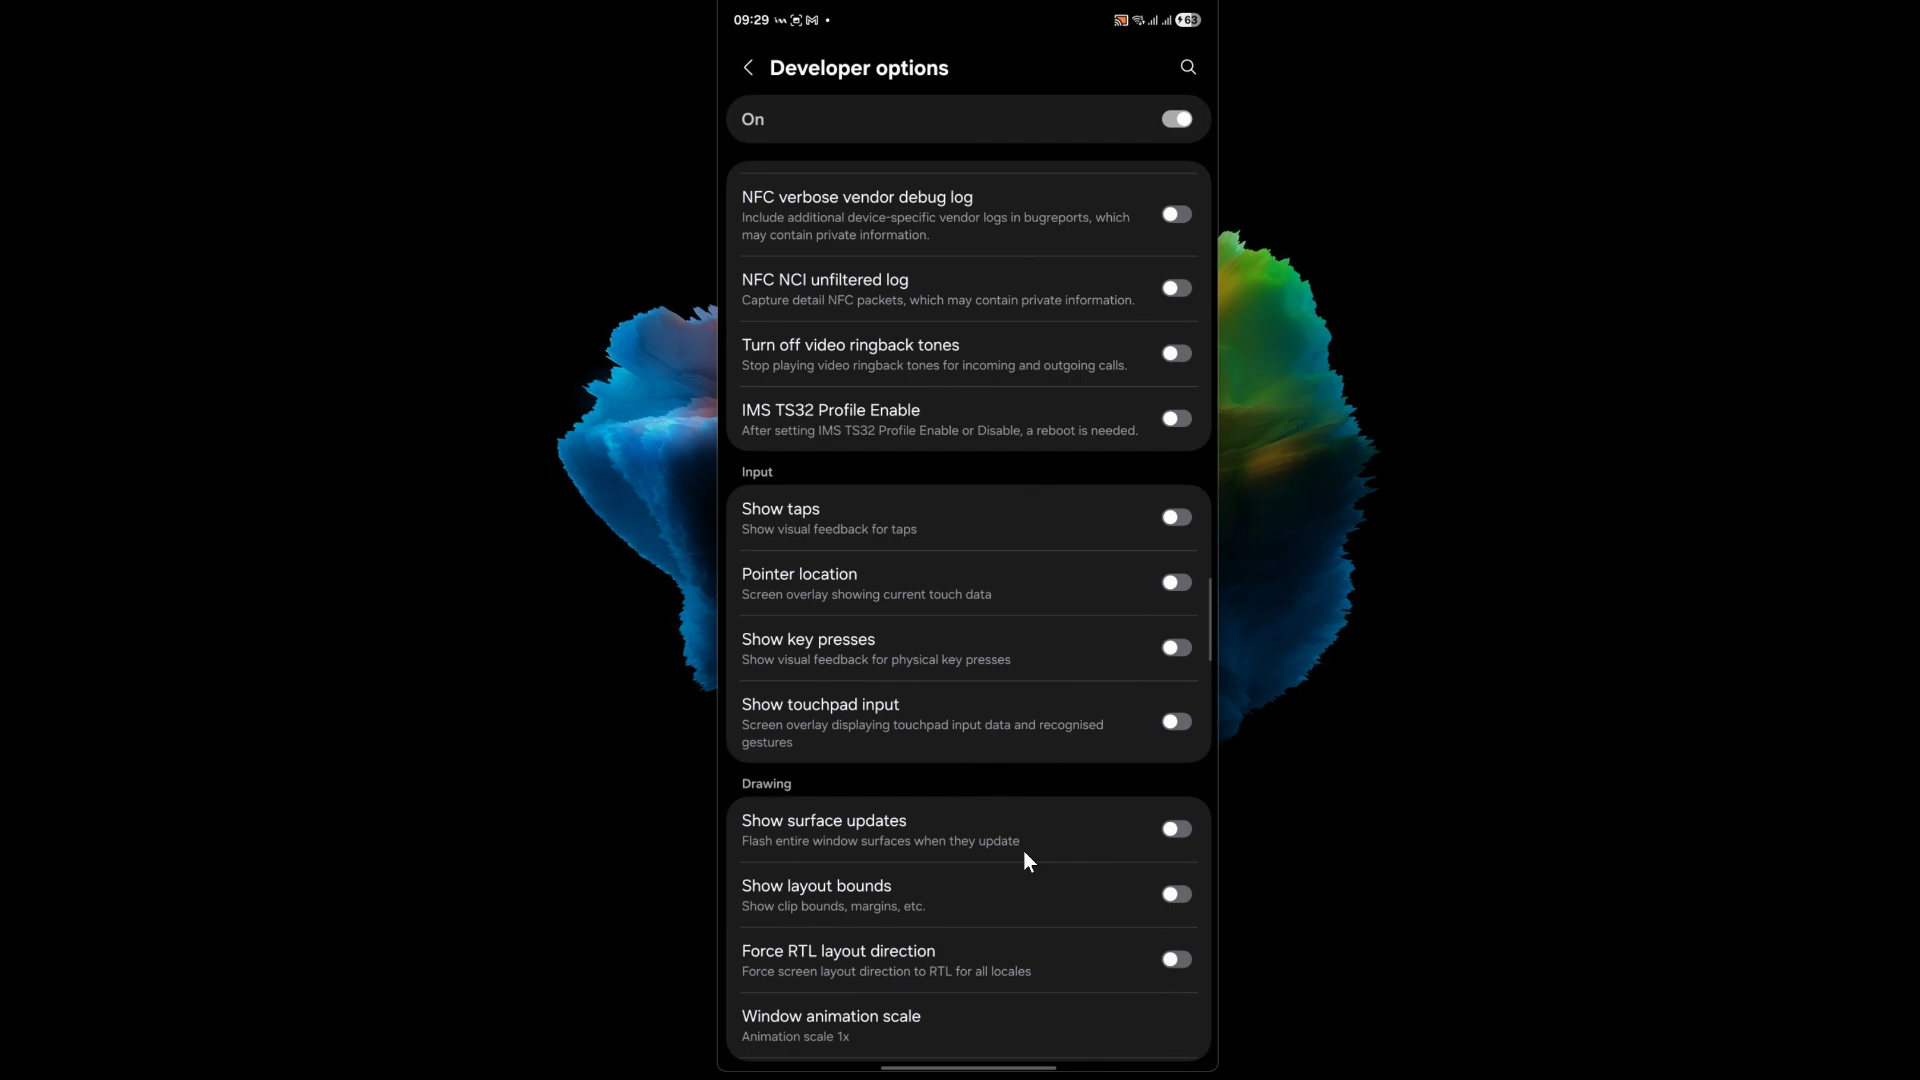 09:29
63
Developer options
On
NFC verbose vendor debug log
Include additional device-specific vendor logs in bugreports, which
may contain private information.
NFC NCI unfiltered log
Capture detail NFC packets, which may contain private information.
Turn off video ringback tones
Stop playing video ringback tones for incoming and outgoing calls.
IMS TS32 Profile Enable
After setting IMS TS32 Profile Enable or Disable, a reboot is needed.
Input
Show taps
Show visual feedback for taps
Pointer location
Screen overlay showing current touch data
Show key presses
Show visual feedback for physical key presses
Show touchpad input
Screen overlay displaying touchpad input data and recognised
gestures
Drawing
Show surface updates
Flash entire window surfaces when they update
Show layout bounds
Show clip bounds, margins, etc.
Force RTL layout direction
Force screen layout direction to RTL for all locales
Window animation scale
Animation scale 1x